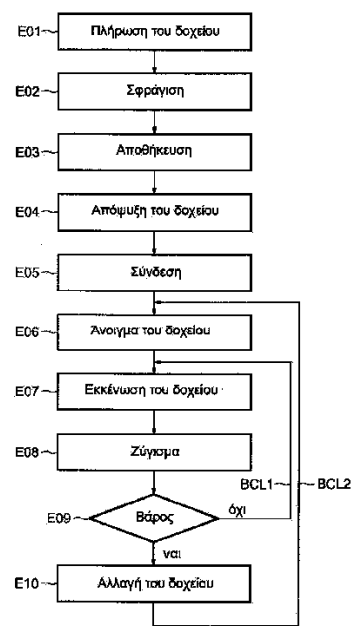 E01 Πλήρωση του δοχείου
E02 Σφράγιση
E03 Αποθήκευση
E04 Απόψυξη του δοχείου
E05 Σύνδεση
E06 Άνοιγμα του δοχείου
E07 Εκκένωση του δοχείου
E08 Ζύγισμα
BCL1 BCL2
E09 Βάρος όχι
ναι
E10 Αλλαγή του δοχείου